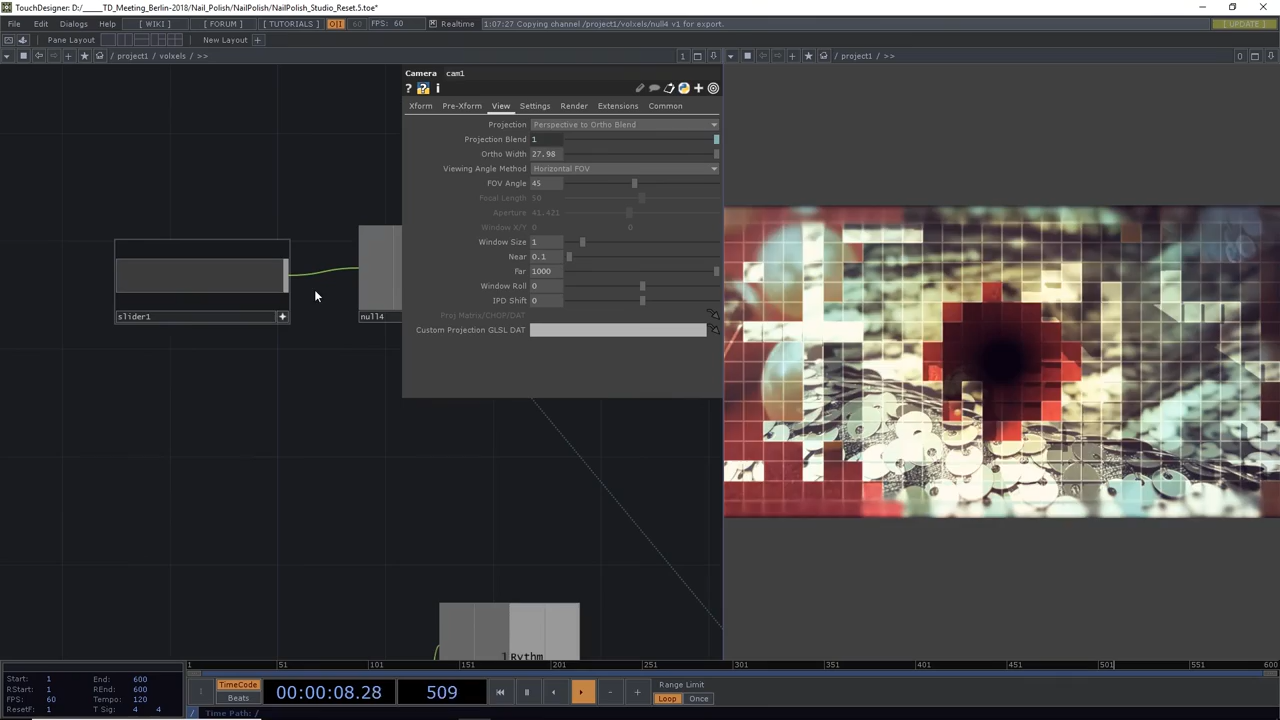 TouchDesigner: D:/_____TD_Meeting_Berlin-2018/Nail_Polish/NailPolish/NailPolish_Studio_Reset.5.toe*
File Edit Dialogs Help [ WIKI ] [ FORUM ] [ TUTORIALS ] O|I FPS: 60 Realtime 1:07:27 Copying channel /project1/volxels/null4 v1 for export. [ UPDATE ]
Pane Layout New Layout +
/ project1 / volxels / >> 1
/ project1 / >> 0
Camera cam1
? ? i
Xform Pre-Xform View Settings Render Extensions Common
Projection Perspective to Ortho Blend
Projection Blend 1
Ortho Width 27.98
Viewing Angle Method Horizontal FOV
FOV Angle 45
Focal Length 50
Aperture 41.421
Window X/Y 0 0
Window Size 1
Near 0.1
Far 1000
Window Roll 0
IPD Shift 0
Proj Matrix/CHOP/DAT
Custom Projection GLSL DAT
slider1
null4
1 Rythm
1 51 101 151 201 251 301 351 401 451 501 551 600
Start: 1 End: 600
RStart: 1 REnd: 600
FPS: 60 Tempo: 120
ResetF: 1 T Sig: 4 4
TimeCode
Beats
00:00:08.28
509
Range Limit
Loop Once
/ Time Path: /